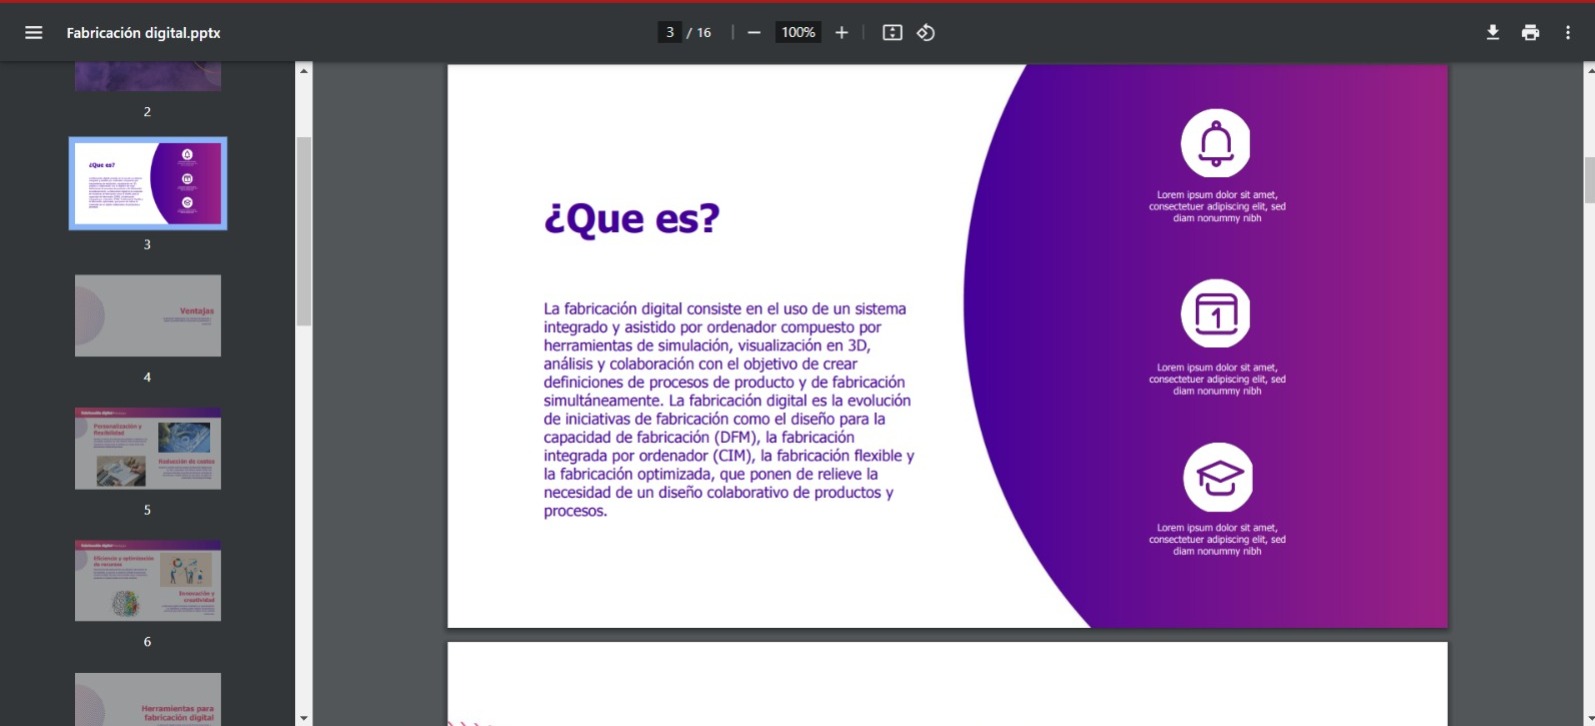 Fabricación digital.pptx
3 / 16
100%
2
¿Que es?
3
Ventajas
4
Fabricación digital
Personalización y
flexibilidad
Reducción de costos
5
Fabricación digital
Eficiencia y optimización
de recursos
Innovación y
creatividad
6
Herramientas para
fabricación digital
¿Que es?
La fabricación digital consiste en el uso de un sistema
integrado y asistido por ordenador compuesto por
herramientas de simulación, visualización en 3D,
análisis y colaboración con el objetivo de crear
definiciones de procesos de producto y de fabricación
simultáneamente. La fabricación digital es la evolución
de iniciativas de fabricación como el diseño para la
capacidad de fabricación (DFM), la fabricación
integrada por ordenador (CIM), la fabricación flexible y
la fabricación optimizada, que ponen de relieve la
necesidad de un diseño colaborativo de productos y
procesos.
Lorem ipsum dolor sit amet,
consectetuer adipiscing elit, sed
diam nonummy nibh
1
Lorem ipsum dolor sit amet,
consectetuer adipiscing elit, sed
diam nonummy nibh
Lorem ipsum dolor sit amet,
consectetuer adipiscing elit, sed
diam nonummy nibh